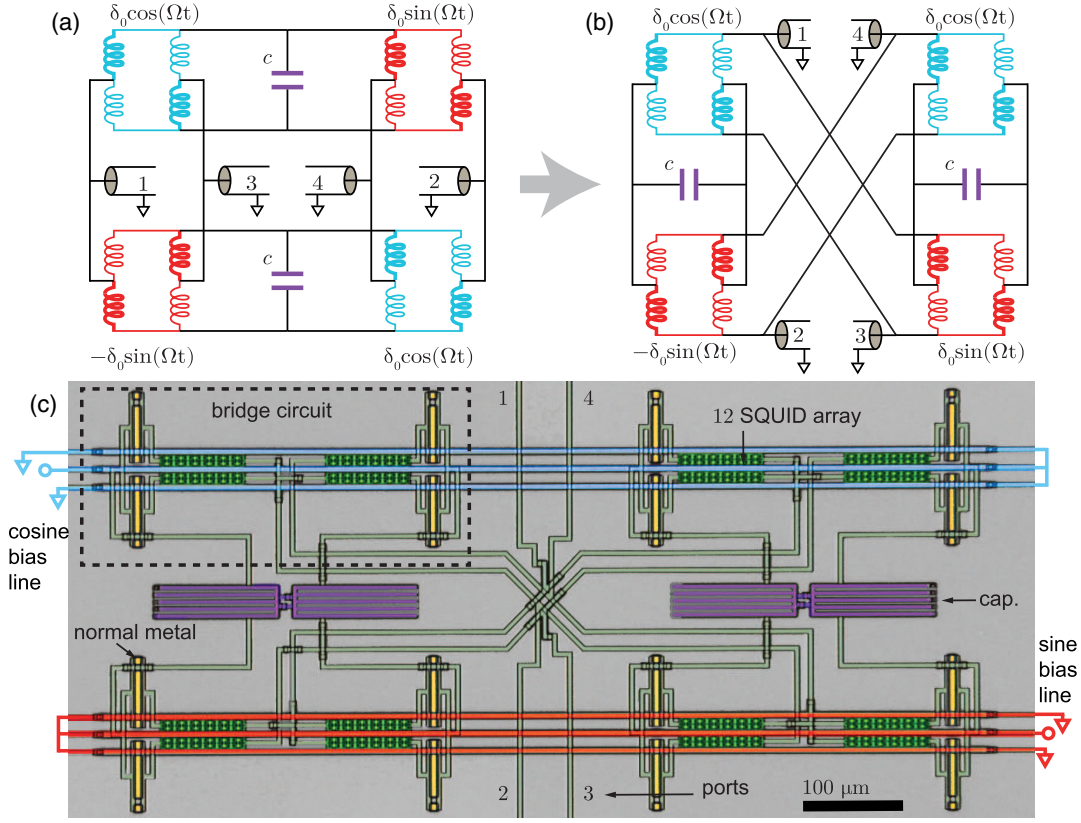 (a)
δ₀cos(Ωt)
δ₀sin(Ωt)
c
1
3
4
2
c
−δ₀sin(Ωt)
δ₀cos(Ωt)
(b)
δ₀cos(Ωt)
δ₀cos(Ωt)
1
4
c
c
2
3
−δ₀sin(Ωt)
δ₀sin(Ωt)
(c)
bridge circuit
1
4
12 SQUID array
cosine
bias
line
cap.
normal metal
sine
bias
line
2
3
ports
100 μm